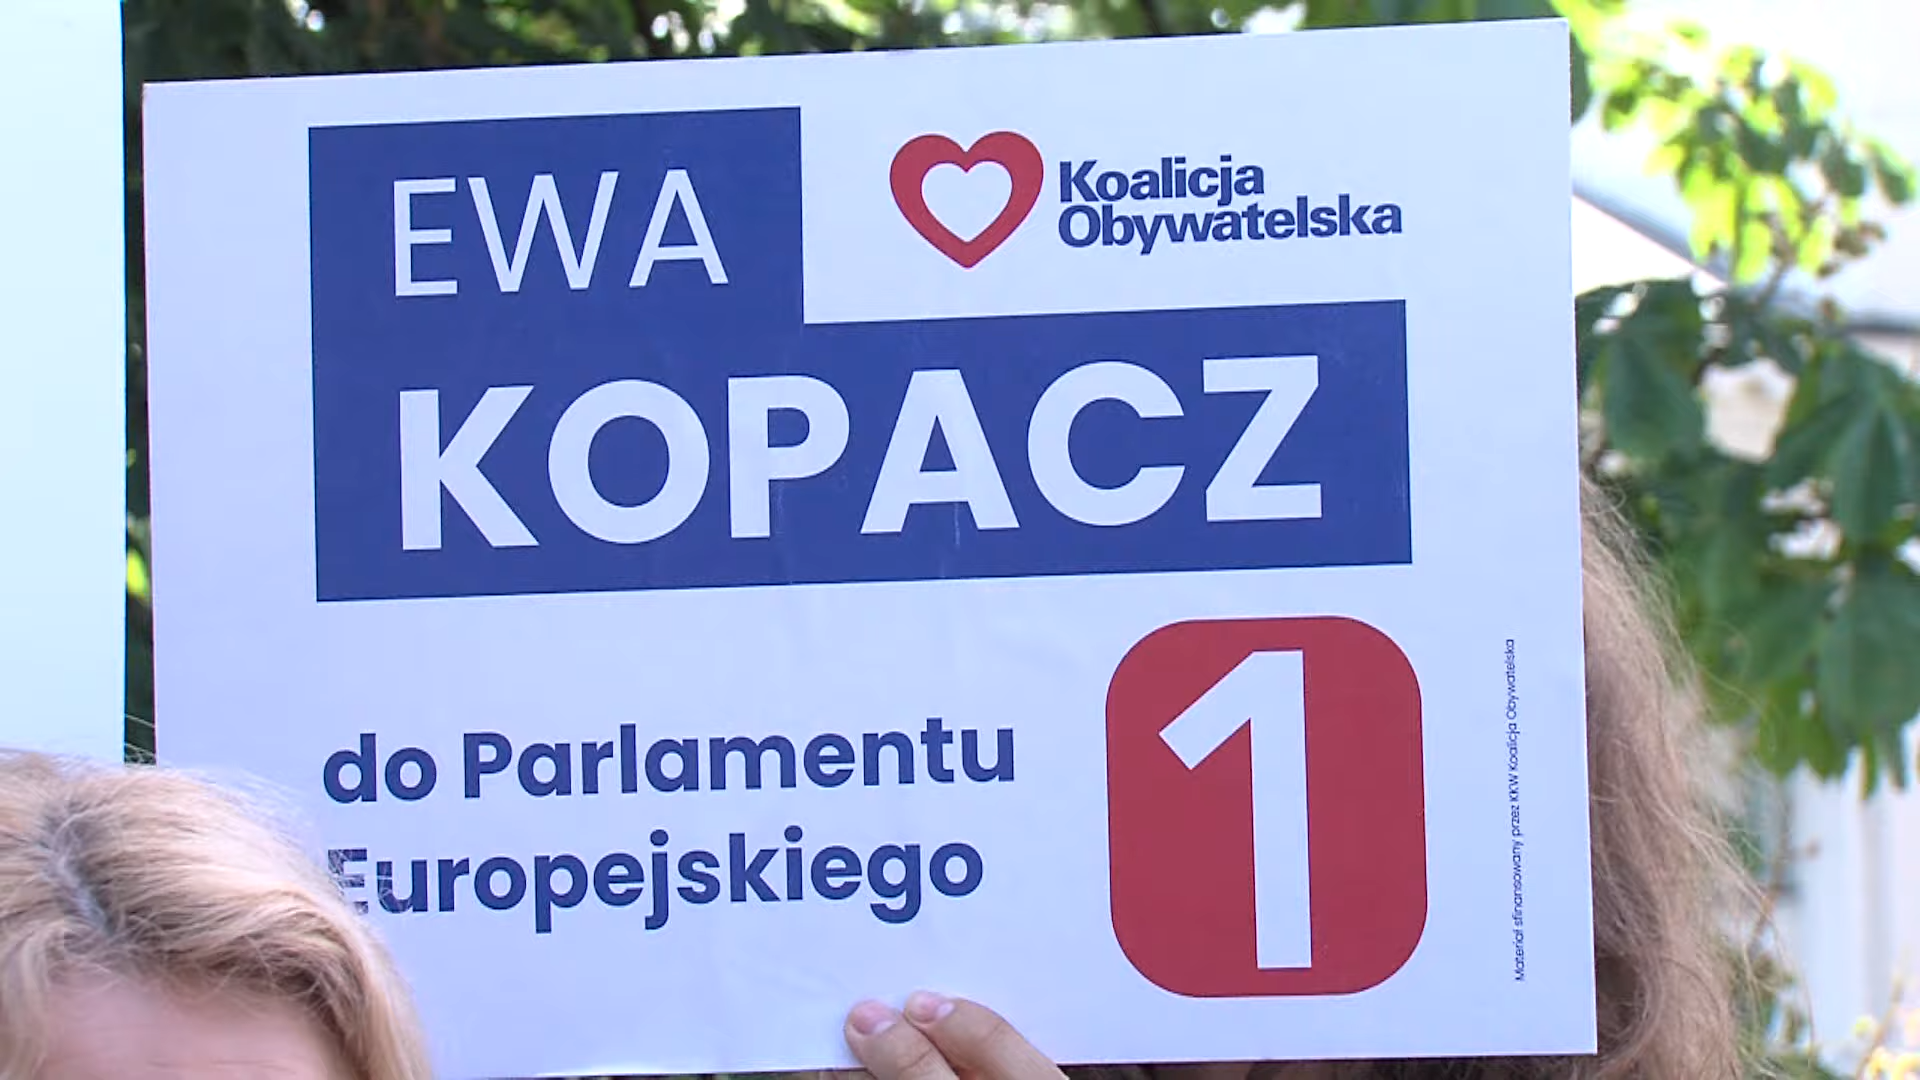 EWA
Koalicja
Obywatelska
KOPACZ
do Parlamentu
Europejskiego
1
Materiał sfinansowany przez KKW Koalicja Obywatelska